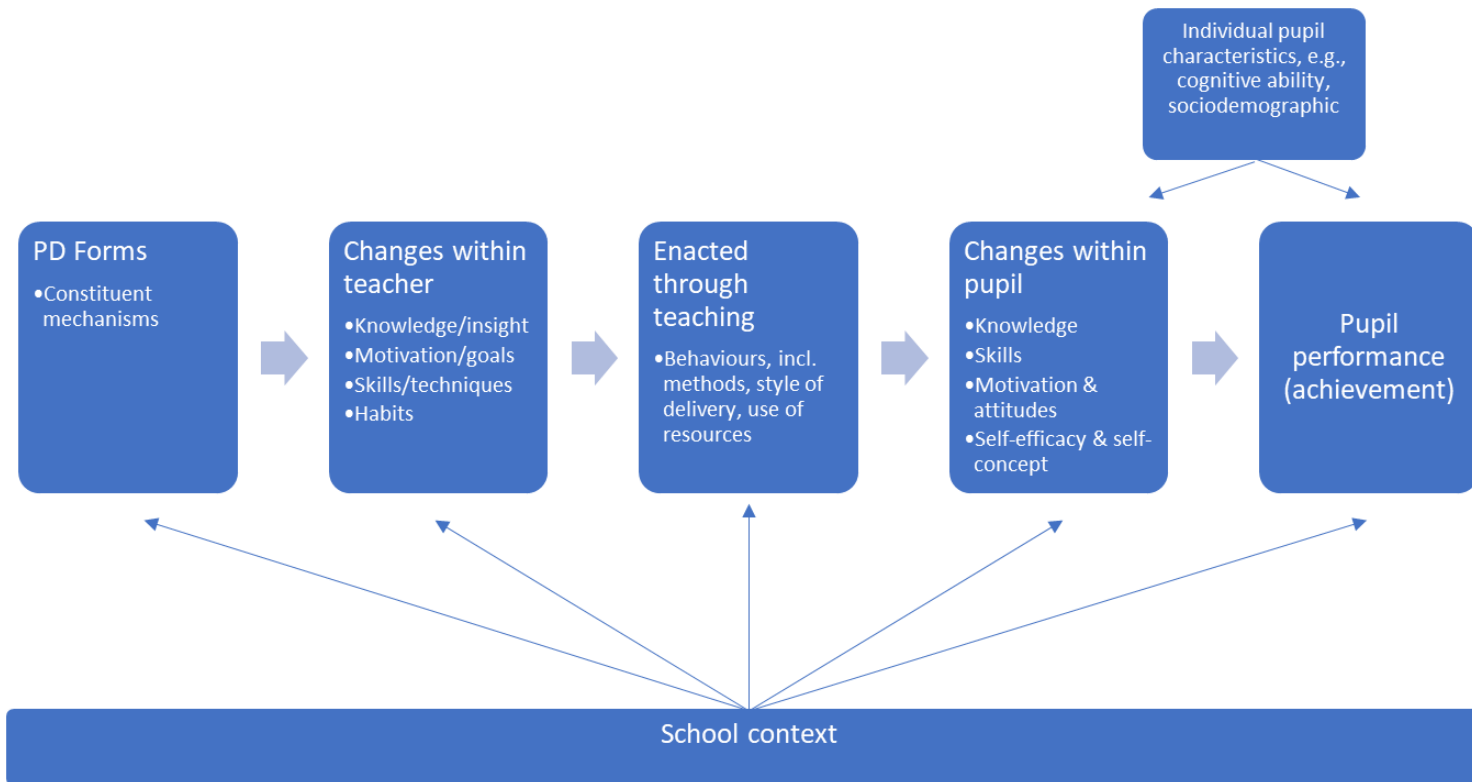 Individual pupil
characteristics, e.g.,
cognitive ability,
sociodemographic
PD Forms
•Constituent
mechanisms
Changes within
teacher
•Knowledge/insight
•Motivation/goals
•Skills/techniques
•Habits
Enacted
through
teaching
•Behaviours, incl.
methods, style of
delivery, use of
resources
Changes within
pupil
•Knowledge
•Skills
•Motivation &
attitudes
•Self-efficacy & self-
concept
Pupil
performance
(achievement)
School context